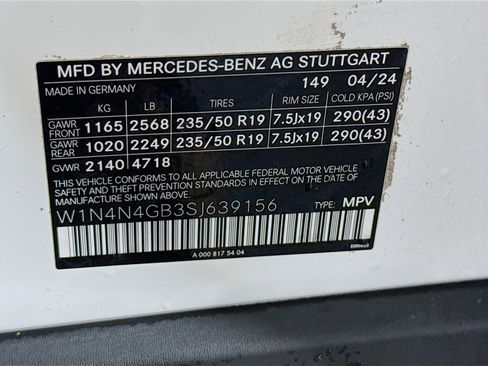 MFD BY MERCEDES-BENZ AG STUTTGART
MADE IN GERMANY 149 04/24
KG LB TIRES RIM SIZE COLD KPA (PSI)
GAWR FRONT 1165 2568 235/50 R19 7.5Jx19 290(43)
GAWR REAR 1020 2249 235/50 R19 7.5Jx19 290(43)
GVWR 2140 4718
THIS VEHICLE CONFORMS TO ALL APPLICABLE FEDERAL MOTOR VEHICLE
SAFETY AND THEFT PREVENTION STANDARDS IN EFFECT ON THE DATE
OF MANUFACTURE SHOWN ABOVE.
W1N4N4GB3SJ639156 TYPE: MPV
A 000 817 54 04